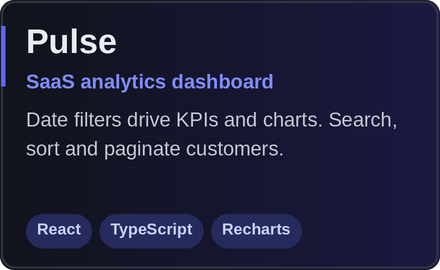 Pulse
SaaS analytics dashboard
Date filters drive KPIs and charts. Search,
sort and paginate customers.
React TypeScript Recharts